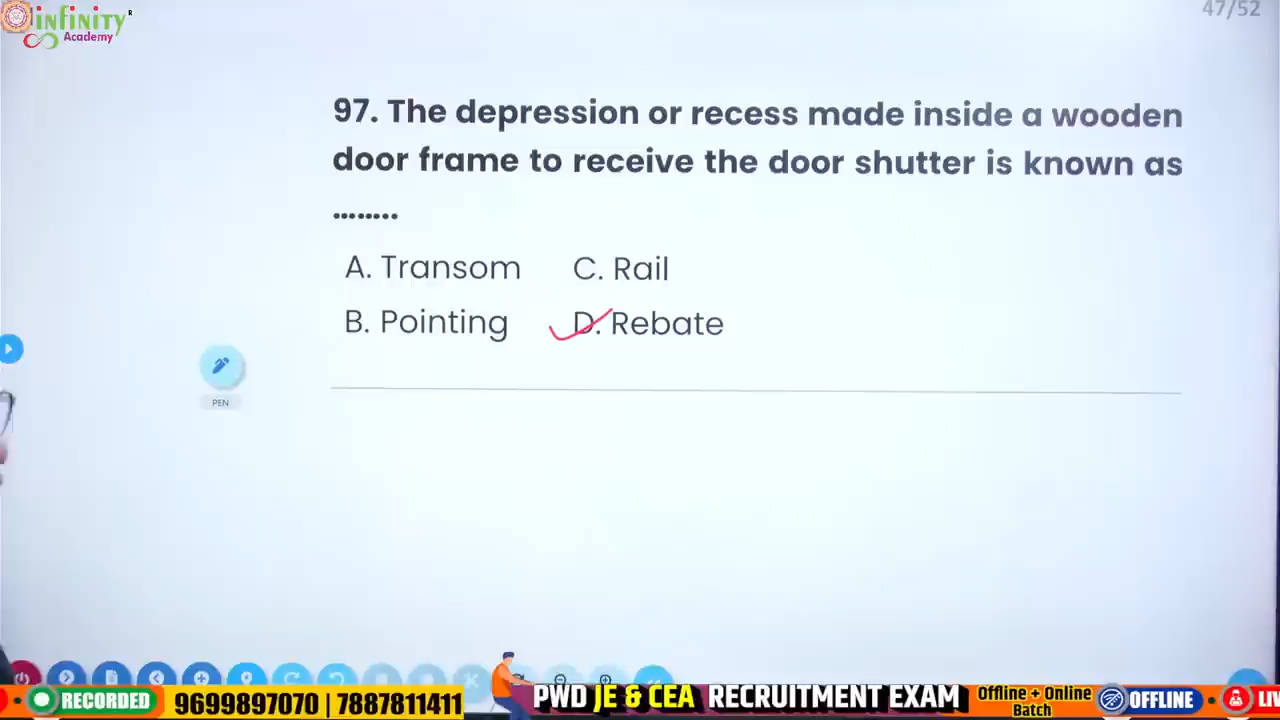 infinity
Academy
47/52
97. The depression or recess made inside a wooden
door frame to receive the door shutter is known as
........
A. Transom
C. Rail
B. Pointing
D. Rebate
PEN
RECORDED
9699897070 | 7887811411
PWD JE & CEA RECRUITMENT EXAM
Offline + Online
Batch
OFFLINE